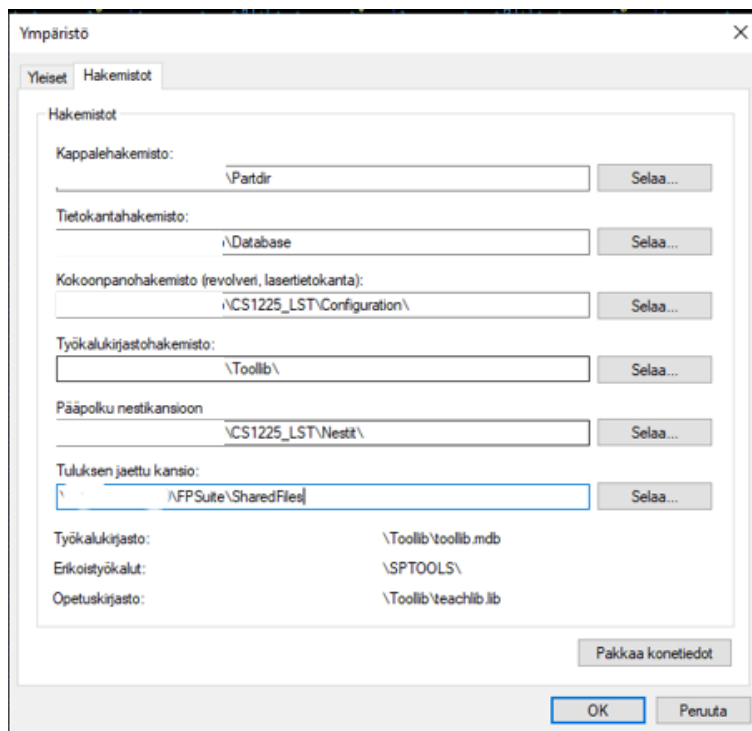 Ympäristö
Yleiset Hakemistot
Hakemistot
Kappalehakemisto:
\Partdir Selaa...
Tietokantahakemisto:
\Database Selaa...
Kokoonpanohakemisto (revolveri, lasertietokanta):
\CS1225_LST\Configuration\ Selaa...
Työkalukirjastohakemisto:
\Toollib\ Selaa...
Pääpolku nestikansioon
\CS1225_LST\Nestit\ Selaa...
Tuluksen jaettu kansio:
\FPSuite\SharedFiles Selaa...
Työkalukirjasto: \Toollib\toollib.mdb
Erikoistyökalut: \SPTOOLS\
Opetuskirjasto: \Toollib\teachlib.lib
Pakkaa konetiedot
OK Peruuta